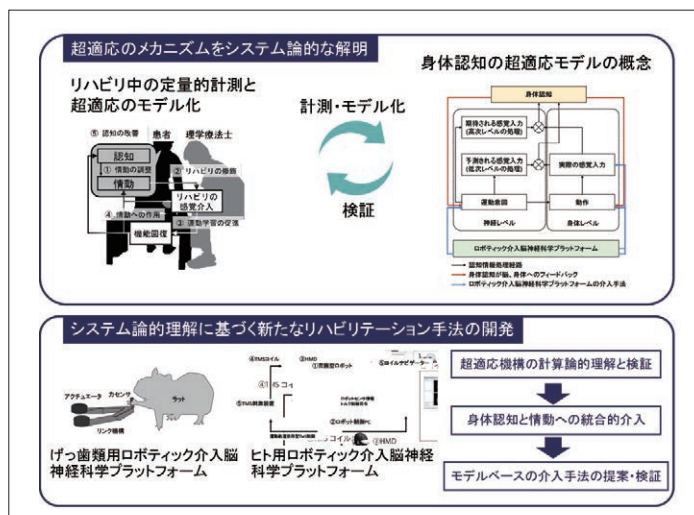 超適応のメカニズムをシステム論的な解明
リハビリ中の定量的計測と
超適応のモデル化
⑤ 認知の改善
患者
理学療法士
認知
① 情動の調整
情動
② リハビリの修飾
リハビリの
感覚介入
④ 情動への作用
③ 運動学習の促進
機能回復
計測・モデル化
検証
身体認知の超適応モデルの概念
身体認知
期待される感覚入力
(高次レベルの処理)
予測される感覚入力
(低次レベルの処理)
実際の感覚入力
運動意図
動作
神経レベル
身体レベル
ロボティック介入脳神経科学プラットフォーム
認知情報処理経路
身体認知が脳、身体へのフィードバック
ロボティック介入脳神経科学プラットフォームの介入手法
システム論的理解に基づく新たなリハビリテーション手法の開発
アクチュエータ
力センサ
ラット
リンク機構
げっ歯類用ロボティック介入脳
神経科学プラットフォーム
④TMSコイル
②HMD
⑤TMS制御装置
②ロボット制御PC
②HMD
ヒト用ロボティック介入脳神経
科学プラットフォーム
超適応機構の計算論的理解と検証
身体認知と情動への統合的介入
モデルベースの介入手法の提案・検証